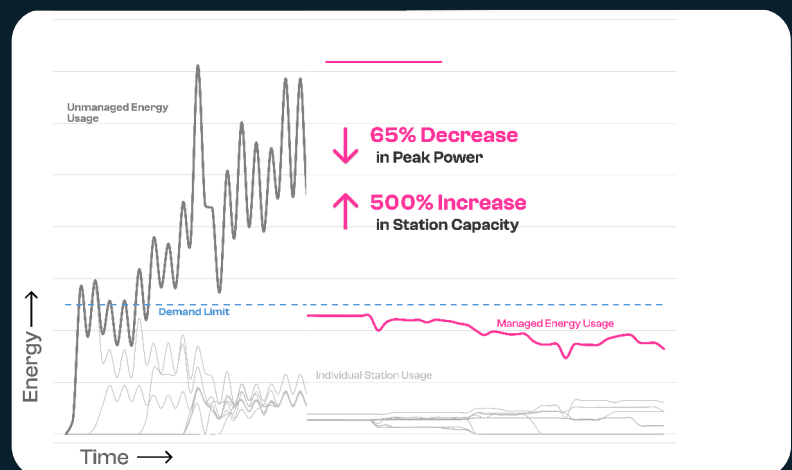 Unmanaged Energy
Usage
65% Decrease
in Peak Power
500% Increase
in Station Capacity
Demand Limit
Managed Energy Usage
Individual Station Usage
Energy
Time